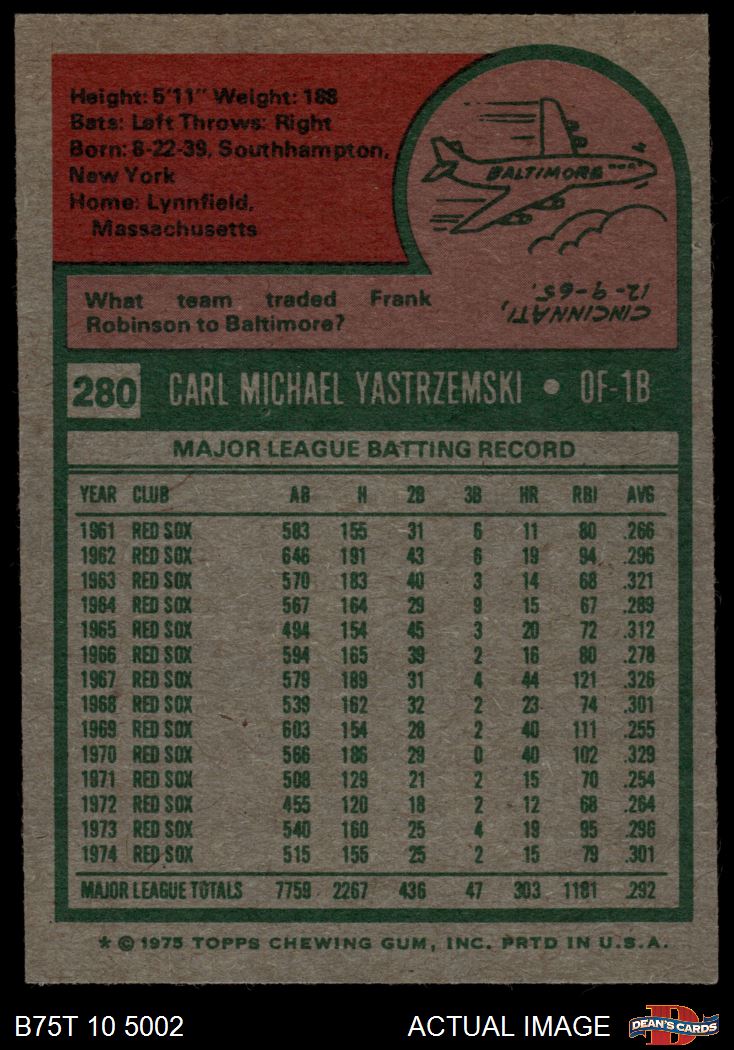 Height: 5'11" Weight: 188
Bats: Left Throws: Right
Born: 8-22-39, Southhampton,
New York
Home: Lynnfield,
Massachusetts
BALTIMORE
What team traded Frank
Robinson to Baltimore?
CINCINNATI,
12-9-65.
280 CARL MICHAEL YASTRZEMSKI • OF-1B
MAJOR LEAGUE BATTING RECORD
YEAR CLUB AB H 2B 3B HR RBI AVG
1961 RED SOX 583 155 31 6 11 80 .266
1962 RED SOX 646 191 43 6 19 94 .296
1963 RED SOX 570 183 40 3 14 68 .321
1964 RED SOX 567 164 29 9 15 67 .289
1965 RED SOX 494 154 45 3 20 72 .312
1966 RED SOX 594 165 39 2 16 80 .278
1967 RED SOX 579 189 31 4 44 121 .326
1968 RED SOX 539 162 32 2 23 74 .301
1969 RED SOX 603 154 28 2 40 111 .255
1970 RED SOX 566 186 29 0 40 102 .329
1971 RED SOX 508 129 21 2 15 70 .254
1972 RED SOX 455 120 18 2 12 68 .264
1973 RED SOX 540 160 25 4 19 95 .296
1974 RED SOX 515 155 25 2 15 79 .301
MAJOR LEAGUE TOTALS 7759 2267 436 47 303 1181 .292
* © 1975 TOPPS CHEWING GUM, INC. PRTD IN U.S.A.
B75T 10 5002 ACTUAL IMAGE DEAN'S CARDS